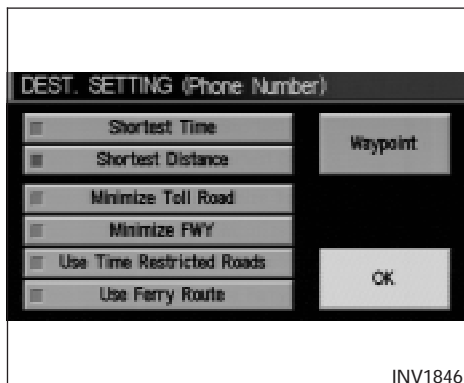 DEST. SETTING (Phone Number)
Shortest Time
Shortest Distance
Minimize Toll Road
Minimize FWY
Use Time Restricted Roads
Use Ferry Route
Waypoint
OK
INV1846